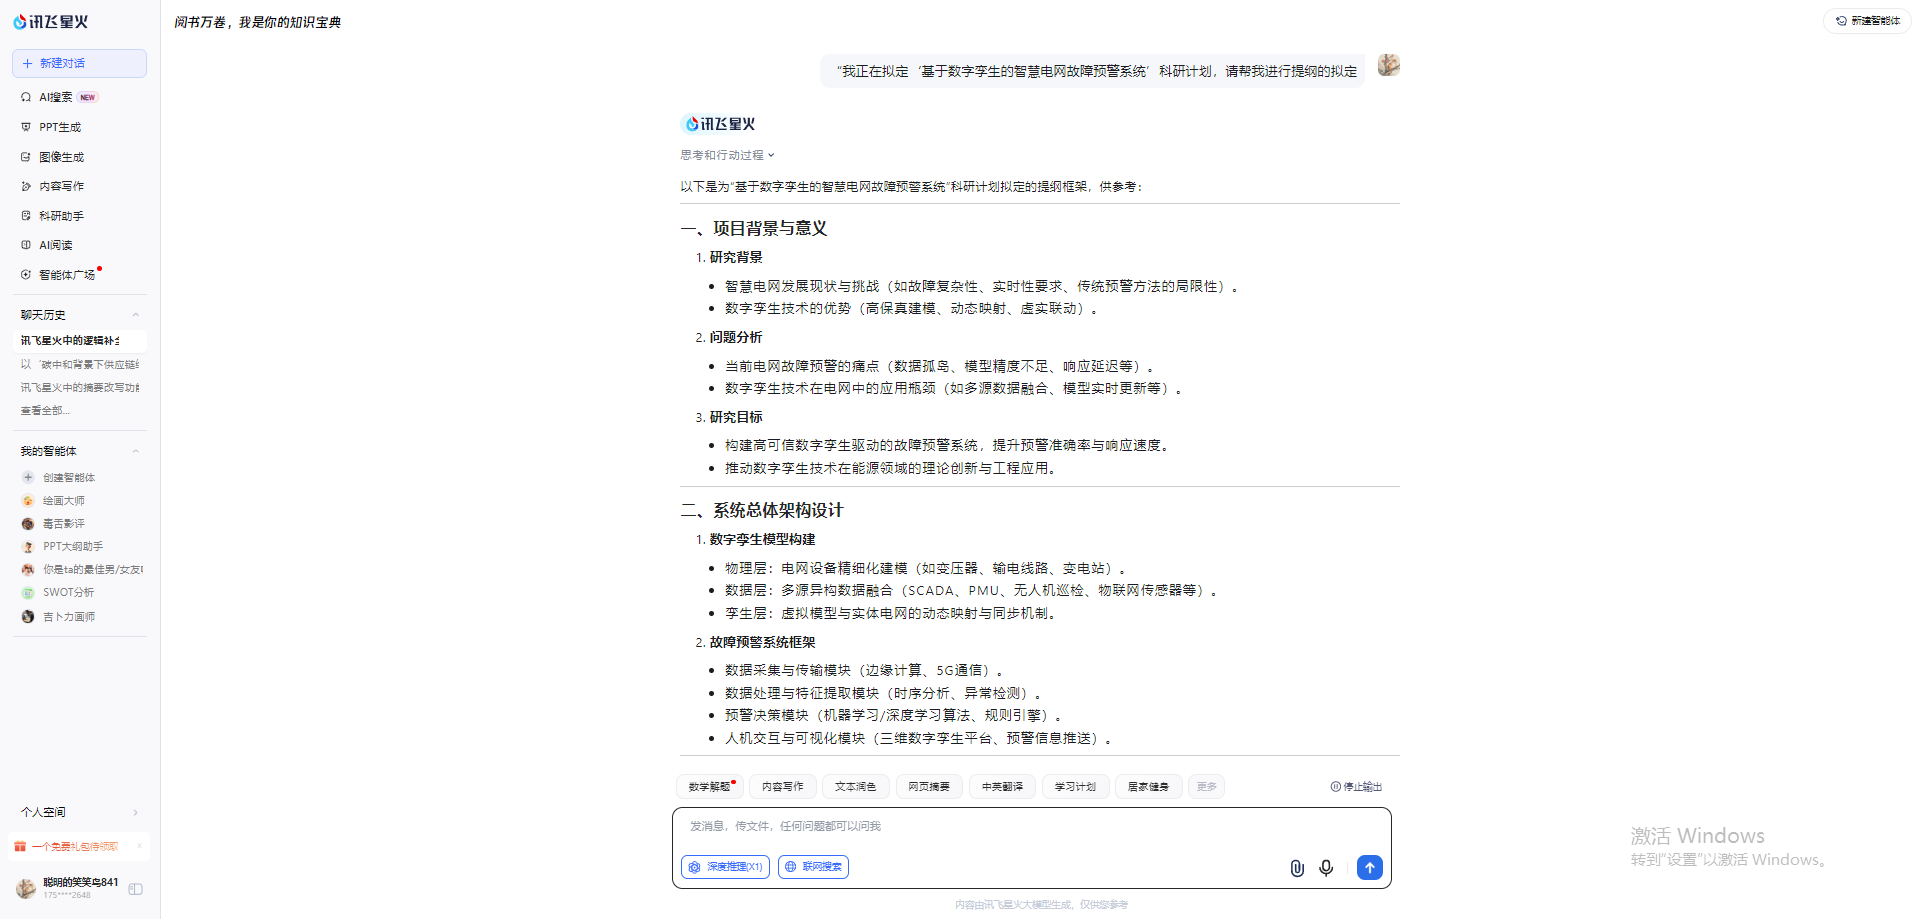 讯飞星火
阅书万卷，我是你的知识宝典
新建智能体
新建对话
AI搜索 NEW
PPT生成
图像生成
内容写作
科研助手
AI阅读
智能体广场
聊天历史
讯飞星火中的逻辑补全
以‘碳中和背景下供应链
讯飞星火中的摘要改写功能
查看全部...
我的智能体
创建智能体
绘画大师
毒舌影评
PPT大纲助手
你是ta的最佳男/女友
SWOT分析
吉卜力画师
个人空间
一个免费礼包待领取
聪明的笑笑鸟841
175****2648
“我正在拟定‘基于数字孪生的智慧电网故障预警系统’科研计划，请帮我进行提纲的拟定
讯飞星火
思考和行动过程
以下是为“基于数字孪生的智慧电网故障预警系统”科研计划拟定的提纲框架，供参考：
一、项目背景与意义
1. 研究背景
• 智慧电网发展现状与挑战（如故障复杂性、实时性要求、传统预警方法的局限性）。
• 数字孪生技术的优势（高保真建模、动态映射、虚实联动）。
2. 问题分析
• 当前电网故障预警的痛点（数据孤岛、模型精度不足、响应延迟等）。
• 数字孪生技术在电网中的应用瓶颈（如多源数据融合、模型实时更新等）。
3. 研究目标
• 构建高可信数字孪生驱动的故障预警系统，提升预警准确率与响应速度。
• 推动数字孪生技术在能源领域的理论创新与工程应用。
二、系统总体架构设计
1. 数字孪生模型构建
• 物理层：电网设备精细化建模（如变压器、输电线路、变电站）。
• 数据层：多源异构数据融合（SCADA、PMU、无人机巡检、物联网传感器等）。
• 孪生层：虚拟模型与实体电网的动态映射与同步机制。
2. 故障预警系统框架
• 数据采集与传输模块（边缘计算、5G通信）。
• 数据处理与特征提取模块（时序分析、异常检测）。
• 预警决策模块（机器学习/深度学习算法、规则引擎）。
• 人机交互与可视化模块（三维数字孪生平台、预警信息推送）。
数学解题 内容写作 文本润色 网页摘要 中英翻译 学习计划 居家健身 更多 停止输出
发消息，传文件，任何问题都可以问我
深度推理(X1) 联网搜索
内容由讯飞星火大模型生成，仅供您参考
激活 Windows
转到“设置”以激活 Windows。